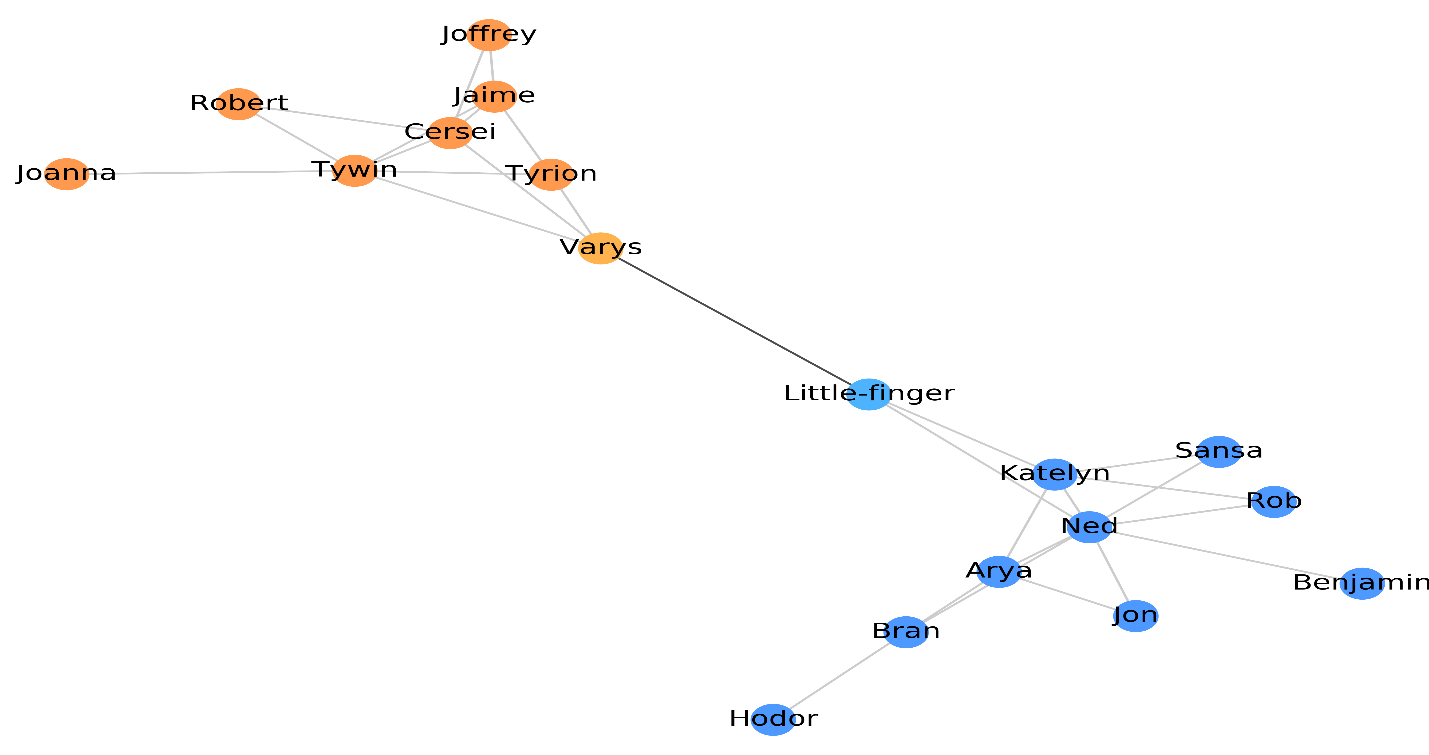 Joffrey
Jaime
Robert
Cersei
Joanna
Tywin
Tyrion
Varys
Little-finger
Sansa
Katelyn
Rob
Ned
Arya
Benjamin
Jon
Bran
Hodor